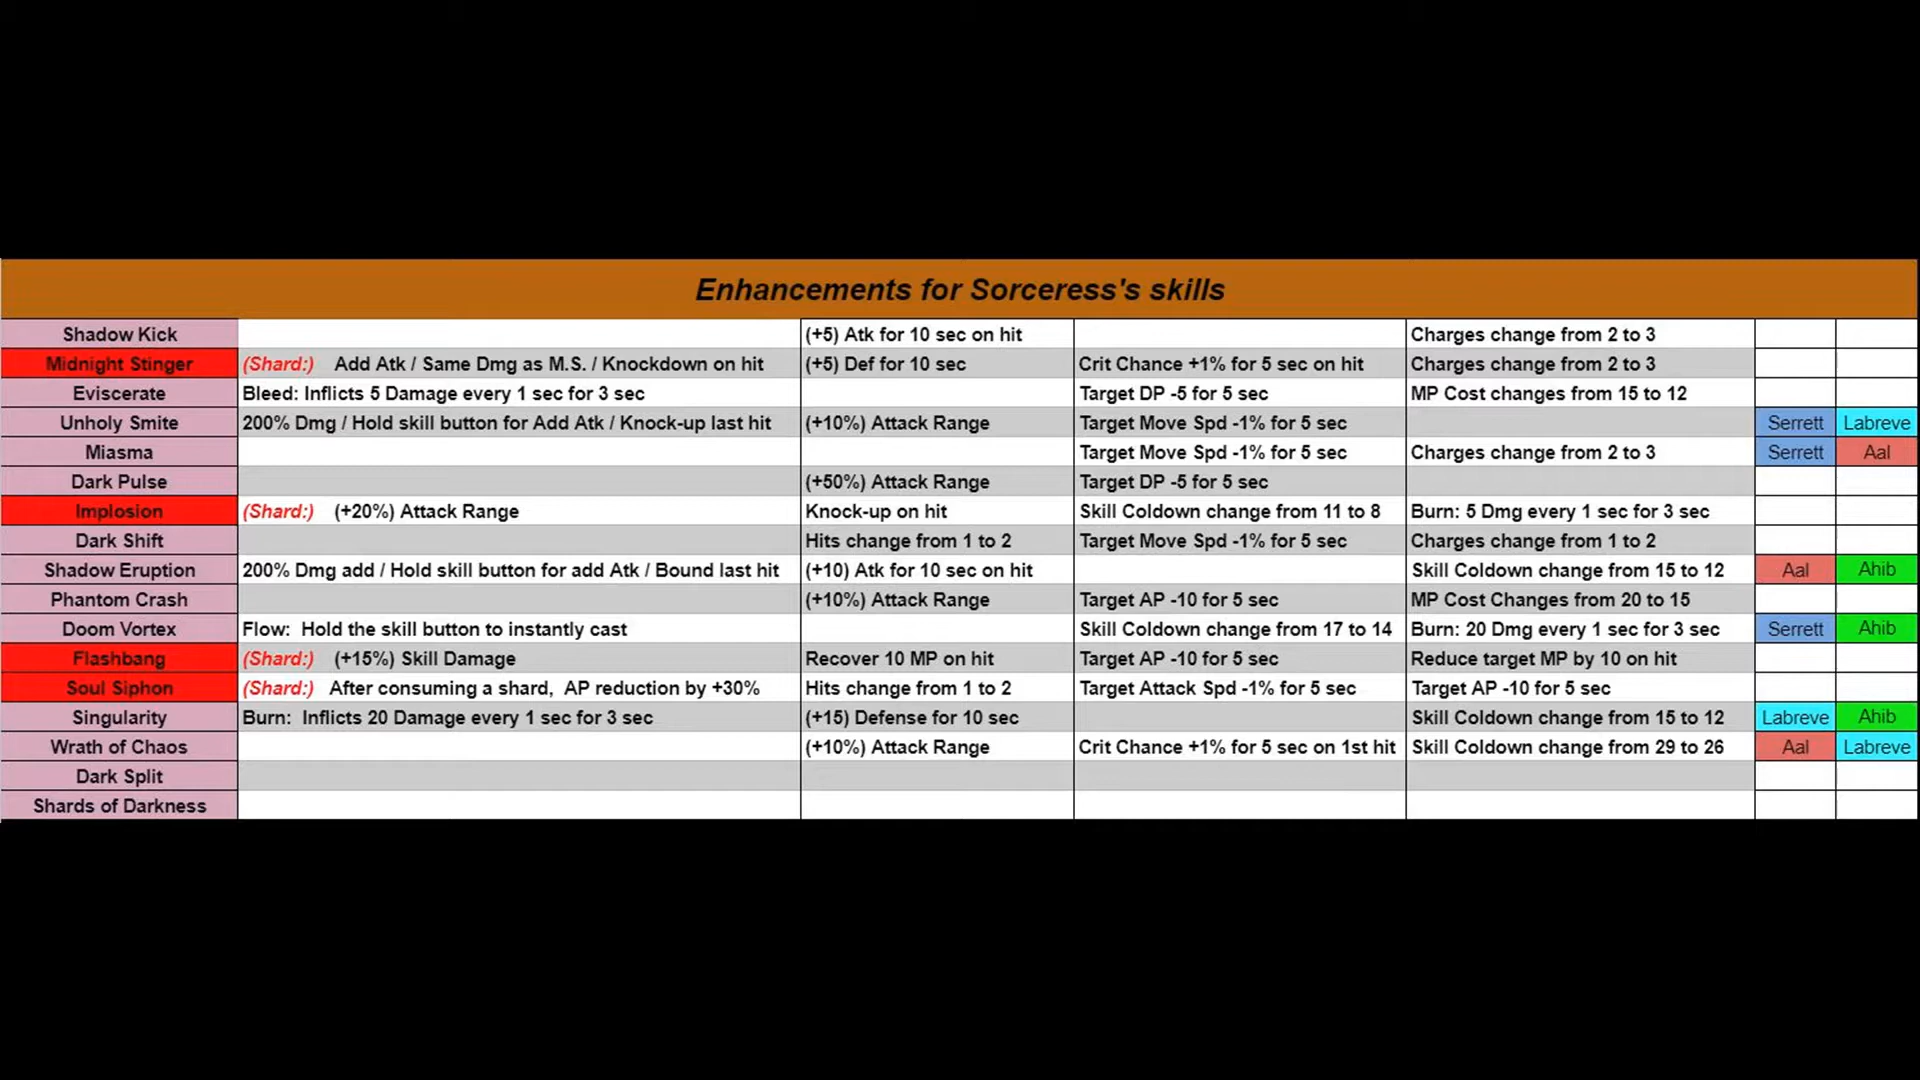 Enhancements for Sorceress's skills
Shadow Kick (+5) Atk for 10 sec on hit Charges change from 2 to 3
Midnight Stinger (Shard:) Add Atk / Same Dmg as M.S. / Knockdown on hit (+5) Def for 10 sec Crit Chance +1% for 5 sec on hit Charges change from 2 to 3
Eviscerate Bleed: Inflicts 5 Damage every 1 sec for 3 sec Target DP -5 for 5 sec MP Cost changes from 15 to 12
Unholy Smite 200% Dmg / Hold skill button for Add Atk / Knock-up last hit (+10%) Attack Range Target Move Spd -1% for 5 sec Serrett Labreve
Miasma Target Move Spd -1% for 5 sec Charges change from 2 to 3 Serrett Aal
Dark Pulse (+50%) Attack Range Target DP -5 for 5 sec
Implosion (Shard:) (+20%) Attack Range Knock-up on hit Skill Coldown change from 11 to 8 Burn: 5 Dmg every 1 sec for 3 sec
Dark Shift Hits change from 1 to 2 Target Move Spd -1% for 5 sec Charges change from 1 to 2
Shadow Eruption 200% Dmg add / Hold skill button for add Atk / Bound last hit (+10) Atk for 10 sec on hit Skill Coldown change from 15 to 12 Aal Ahib
Phantom Crash (+10%) Attack Range Target AP -10 for 5 sec MP Cost Changes from 20 to 15
Doom Vortex Flow: Hold the skill button to instantly cast Skill Coldown change from 17 to 14 Burn: 20 Dmg every 1 sec for 3 sec Serrett Ahib
Flashbang (Shard:) (+15%) Skill Damage Recover 10 MP on hit Target AP -10 for 5 sec Reduce target MP by 10 on hit
Soul Siphon (Shard:) After consuming a shard, AP reduction by +30% Hits change from 1 to 2 Target Attack Spd -1% for 5 sec Target AP -10 for 5 sec
Singularity Burn: Inflicts 20 Damage every 1 sec for 3 sec (+15) Defense for 10 sec Skill Coldown change from 15 to 12 Labreve Ahib
Wrath of Chaos (+10%) Attack Range Crit Chance +1% for 5 sec on 1st hit Skill Coldown change from 29 to 26 Aal Labreve
Dark Split
Shards of Darkness